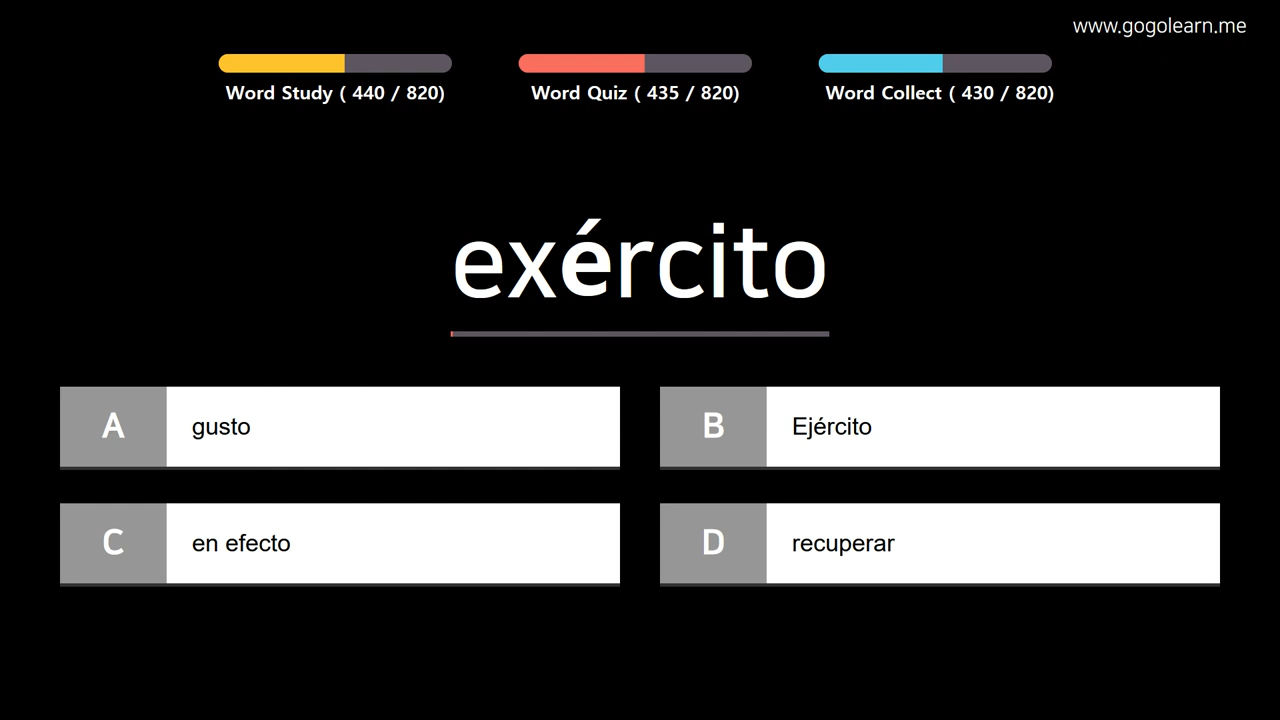 www.gogolearn.me
Word Study ( 440 / 820)
Word Quiz ( 435 / 820)
Word Collect ( 430 / 820)
exército
A gusto
B Ejército
C en efecto
D recuperar